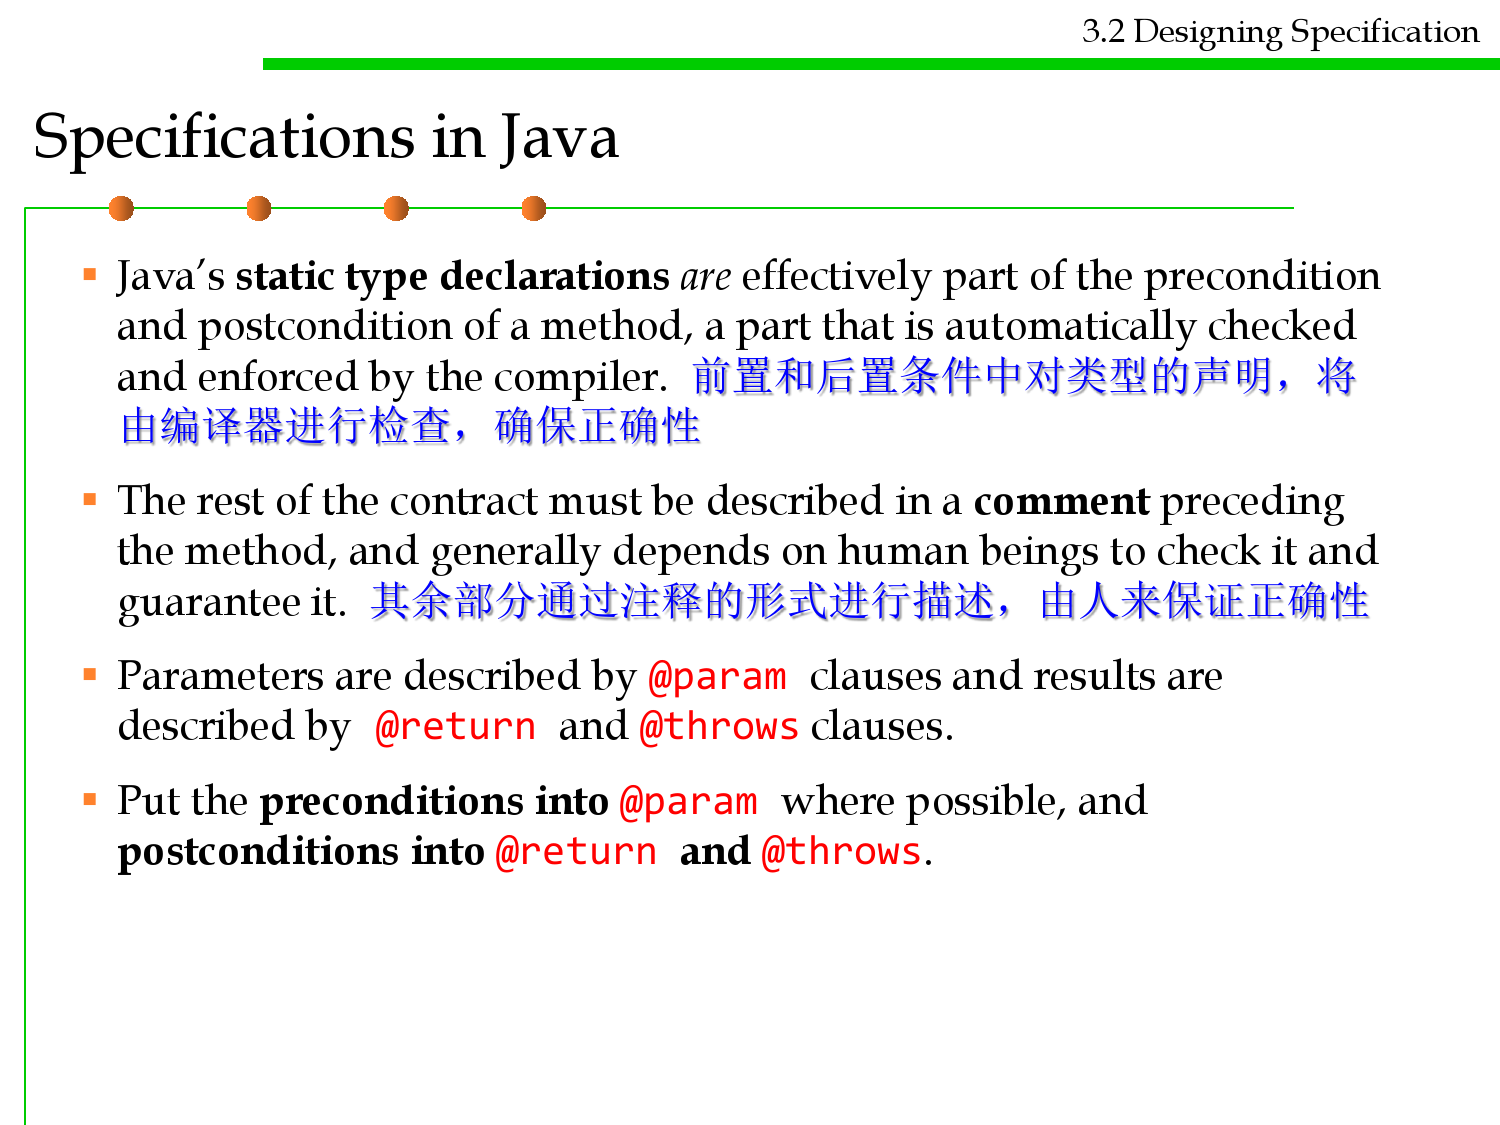 3.2 Designing Specification
Specifications in Java
▪ Java’s static type declarations are effectively part of the precondition
and postcondition of a method, a part that is automatically checked
and enforced by the compiler. 前置和后置条件中对类型的声明，将
由编译器进行检查，确保正确性
▪ The rest of the contract must be described in a comment preceding
the method, and generally depends on human beings to check it and
guarantee it. 其余部分通过注释的形式进行描述，由人来保证正确性
▪ Parameters are described by @param clauses and results are
described by @return and @throws clauses.
▪ Put the preconditions into @param where possible, and
postconditions into @return and @throws.